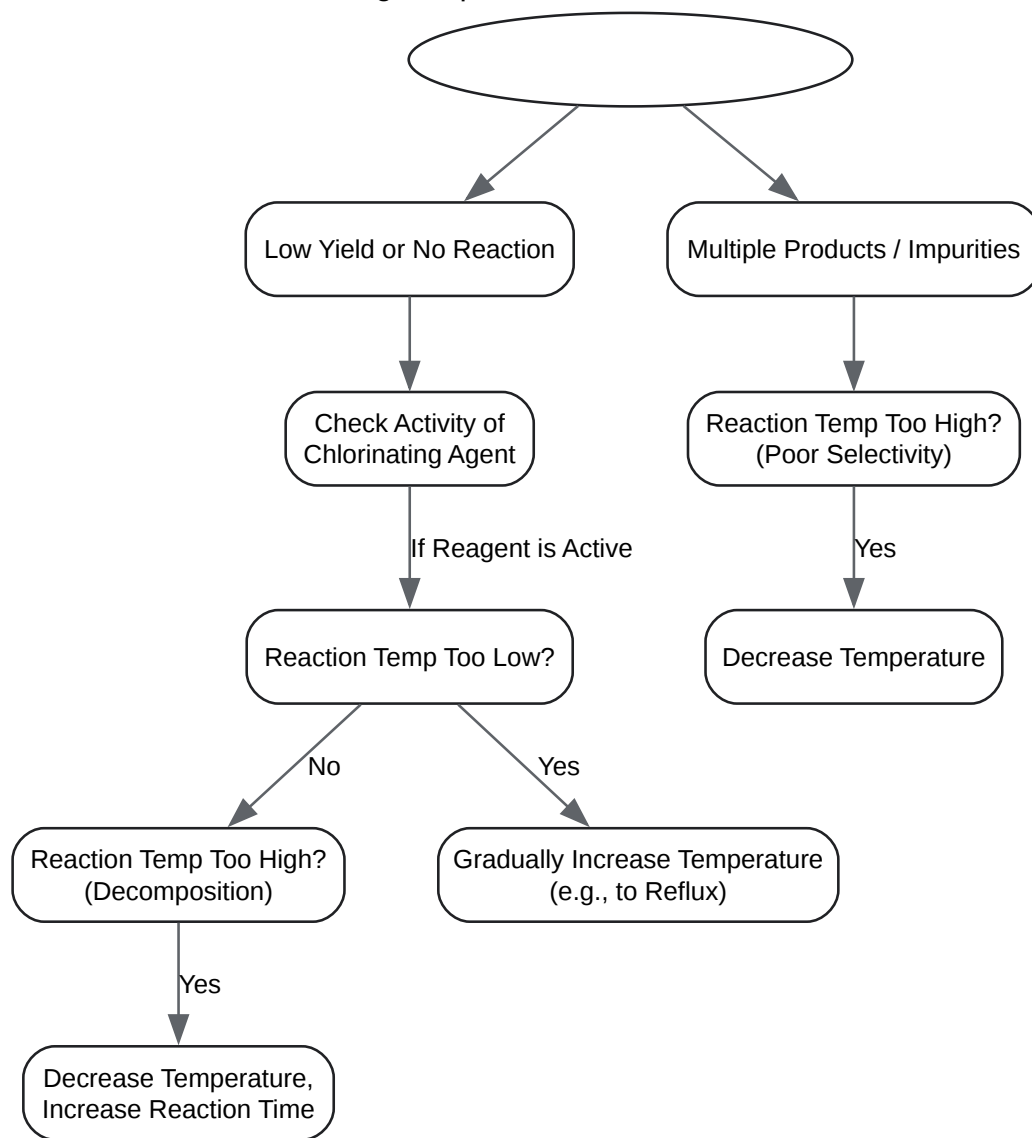 Low Yield or No Reaction
Multiple Products / Impurities
Check Activity of
Chlorinating Agent
Reaction Temp Too High?
(Poor Selectivity)
If Reagent is Active
Yes
Reaction Temp Too Low?
Decrease Temperature
No
Yes
Reaction Temp Too High?
(Decomposition)
Gradually Increase Temperature
(e.g., to Reflux)
Yes
Decrease Temperature,
Increase Reaction Time